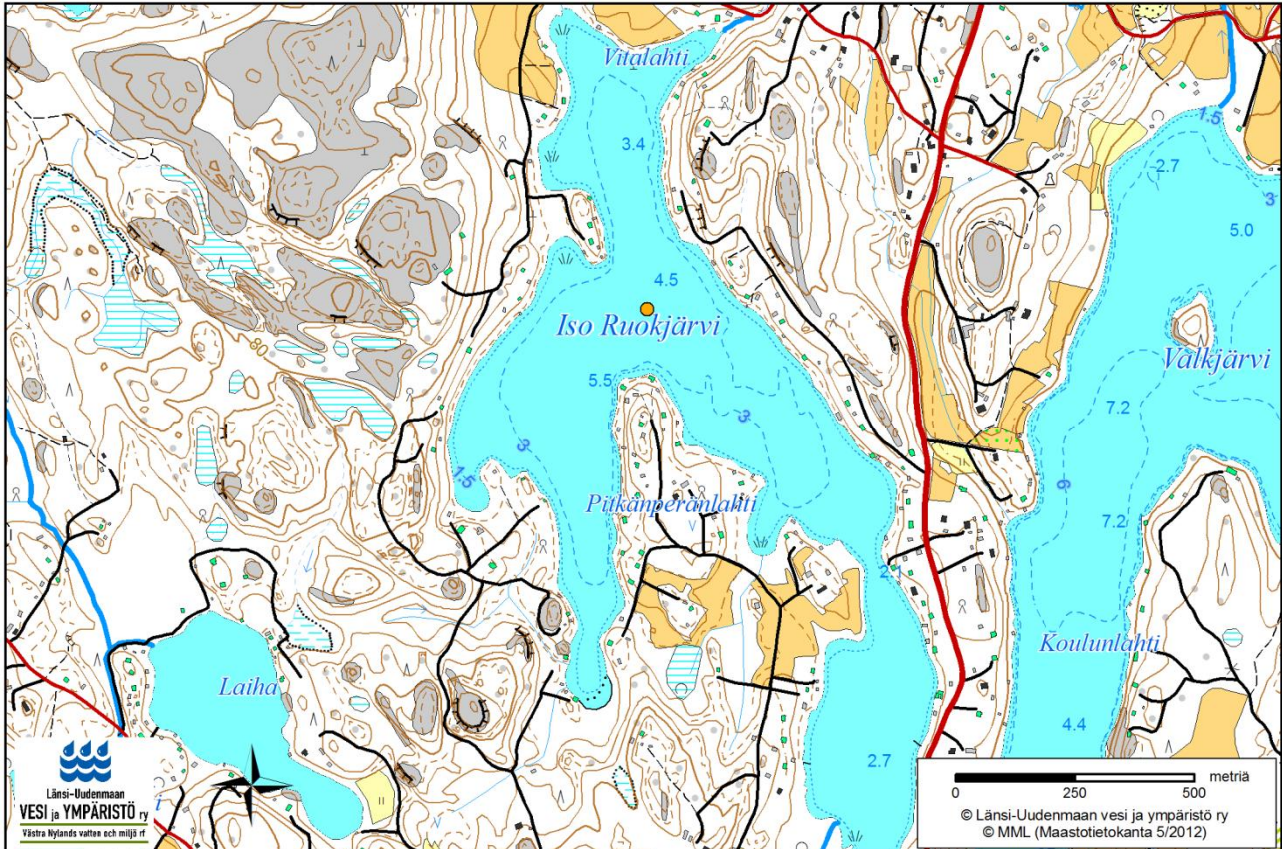 Vitalahti
3.4
1.5
2.7
3
5.0
4.5
Iso Ruokjärvi
Valkjärvi
80
5.5
3
7.2
3
1.5
6
Pitkänperänlahti
7.2
2.1
Koulunlahti
Laiha
4.4
2.7
Länsi-Uudenmaan
VESI ja YMPÄRISTÖ ry
Västra Nylands vatten och miljö rf
i
metriä
0 250 500
© Länsi-Uudenmaan vesi ja ympäristö ry
© MML (Maastotietokanta 5/2012)